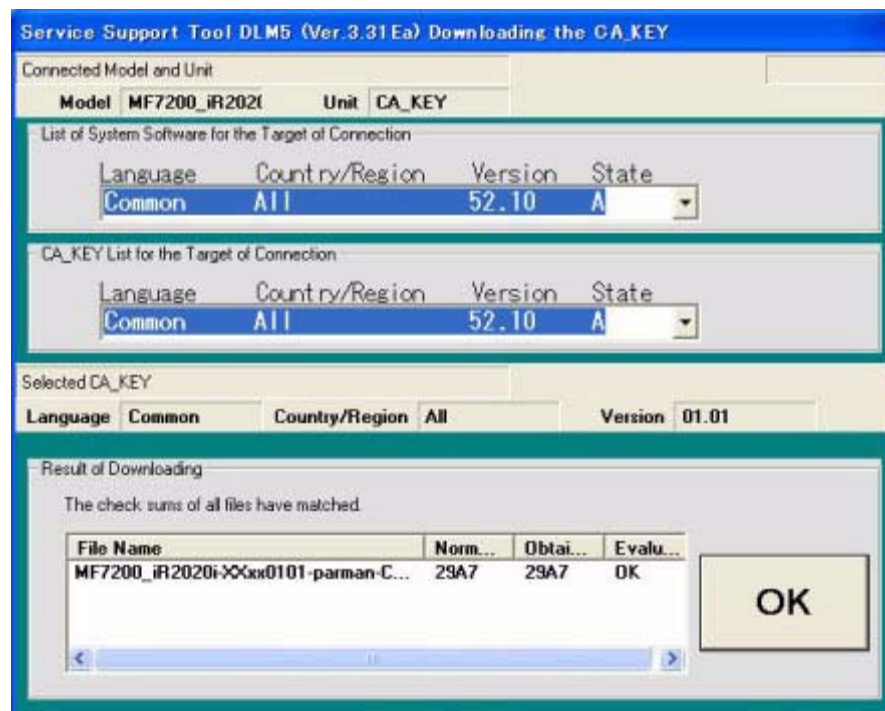 Service Support Tool DLM5 (Ver.3.31Ea) Downloading the CA_KEY
Connected Model and Unit
Model MF7200_iR202( Unit CA_KEY
List of System Software for the Target of Connection
Language Country/Region Version State
Common All 52.10 A
CA_KEY List for the Target of Connection
Language Country/Region Version State
Common All 52.10 A
Selected CA_KEY
Language Common Country/Region All Version 01.01
Result of Downloading
The check sums of all files have matched.
File Name Norm... Obtai... Evalu...
MF7200_iR2020i-XXxx0101-parman-C... 29A7 29A7 OK
OK